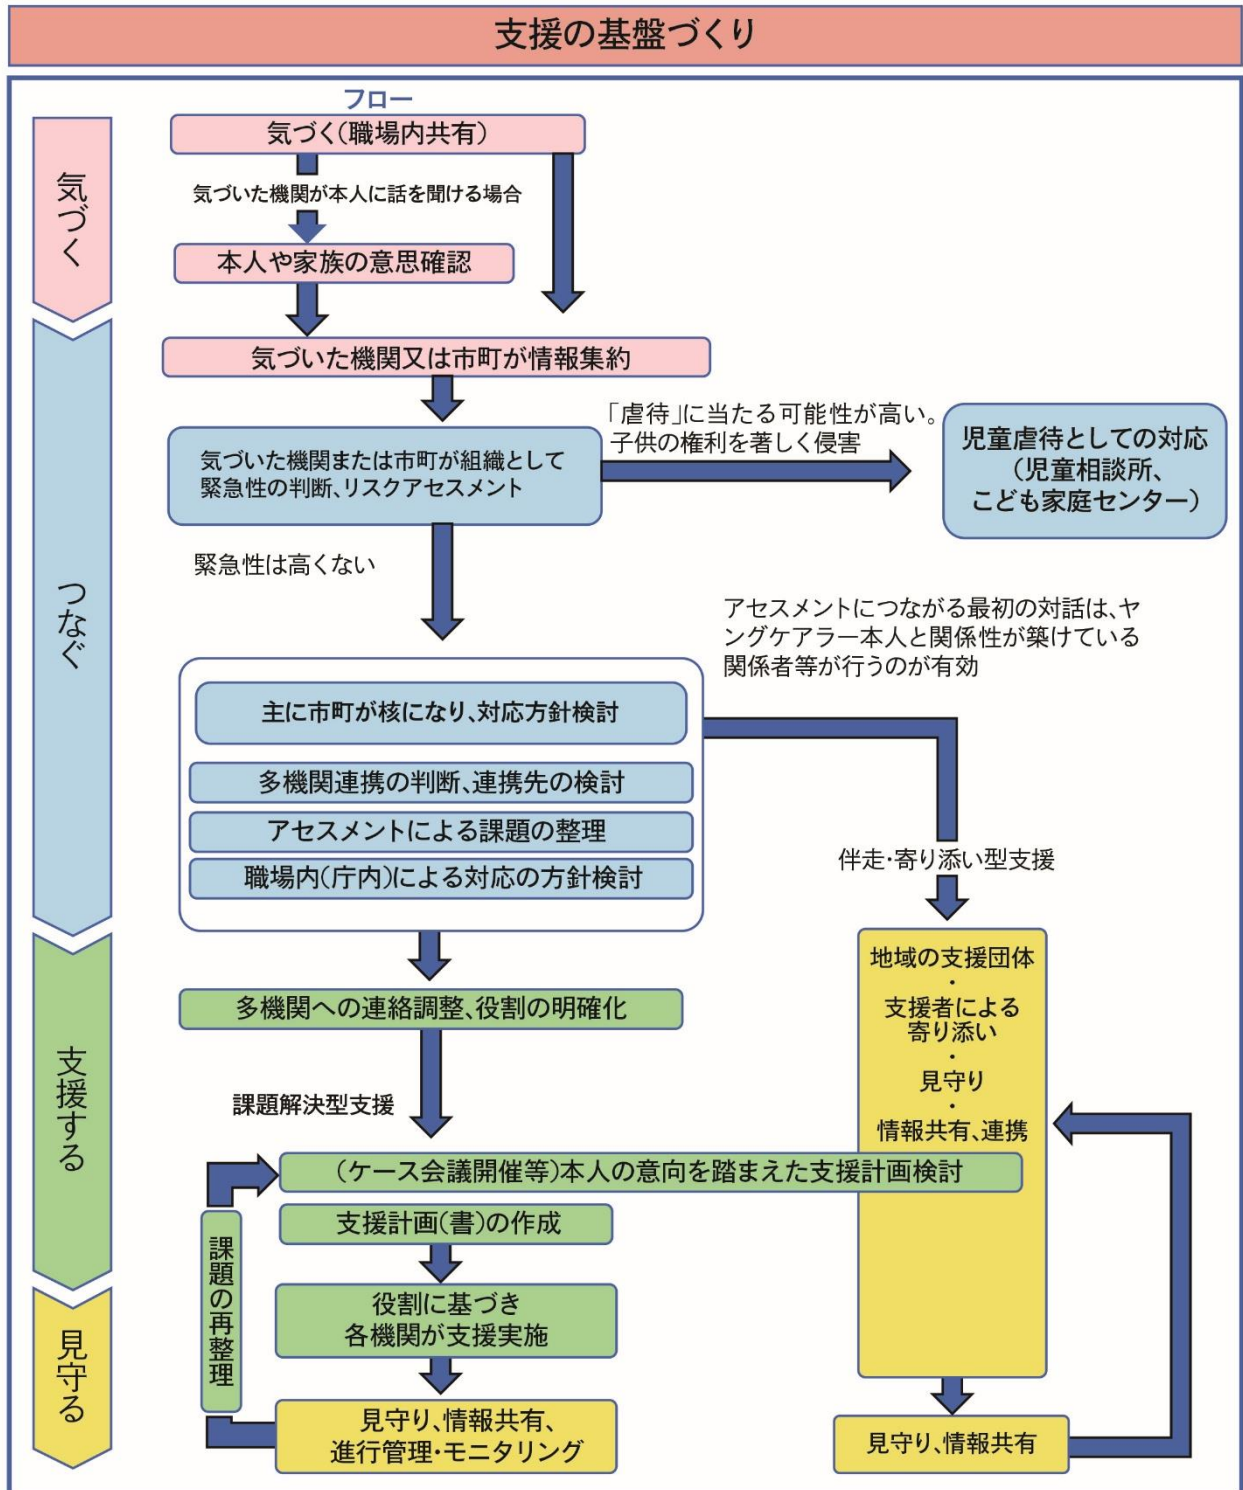 支援の基盤づくり
フロー
気づく
気づく(職場内共有)
気づいた機関が本人に話を聞ける場合
本人や家族の意思確認
気づいた機関又は市町が情報集約
つなぐ
気づいた機関または市町が組織として
緊急性の判断、リスクアセスメント
「虐待」に当たる可能性が高い。
子供の権利を著しく侵害
児童虐待としての対応
(児童相談所、
こども家庭センター)
緊急性は高くない
アセスメントにつながる最初の対話は、ヤ
ングケアラー本人と関係性が築けている
関係者等が行うのが有効
主に市町が核になり、対応方針検討
多機関連携の判断、連携先の検討
アセスメントによる課題の整理
職場内(庁内)による対応の方針検討
伴走・寄り添い型支援
支援する
多機関への連絡調整、役割の明確化
課題解決型支援
地域の支援団体
・
支援者による
寄り添い
・
見守り
・
情報共有、連携
(ケース会議開催等)本人の意向を踏まえた支援計画検討
支援計画(書)の作成
課題の再整理
見守る
役割に基づき
各機関が支援実施
見守り、情報共有、
進行管理・モニタリング
見守り、情報共有